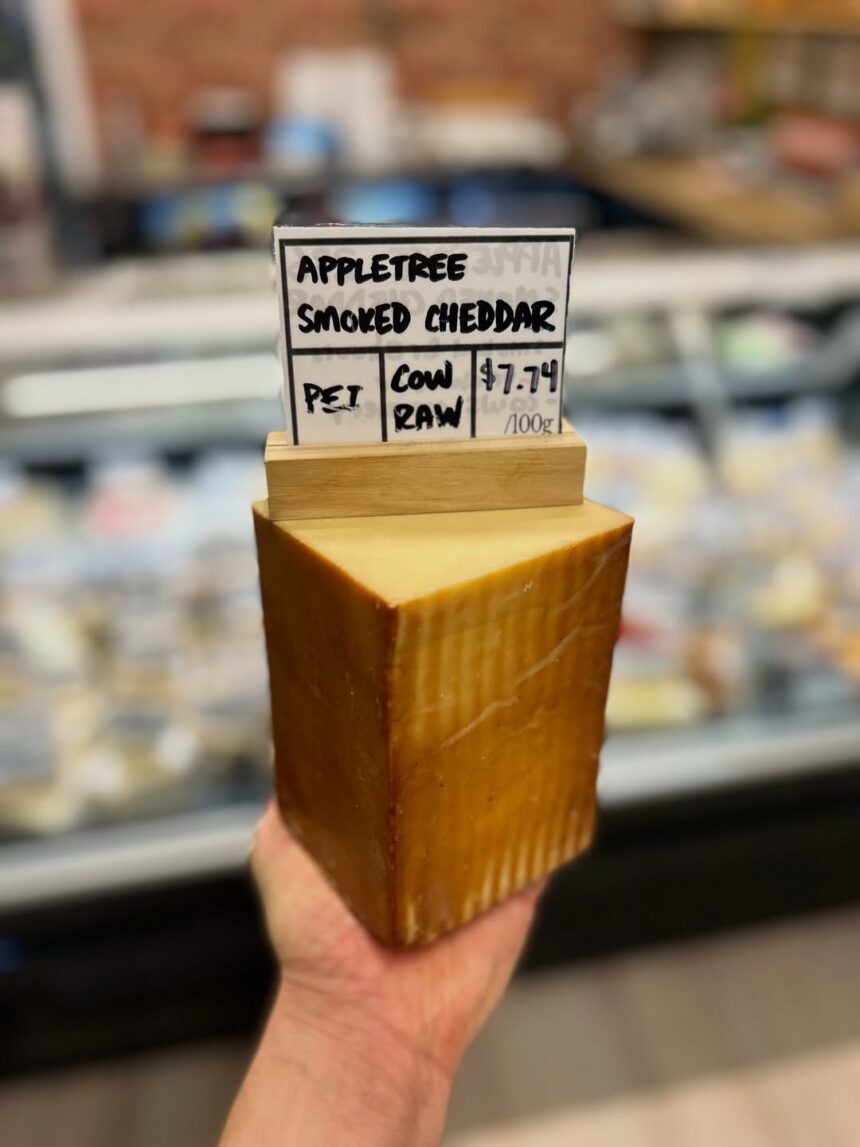 APPLETREE
SMOKED CHEDDAR
PEI
COW
RAW
$7.74
/100g